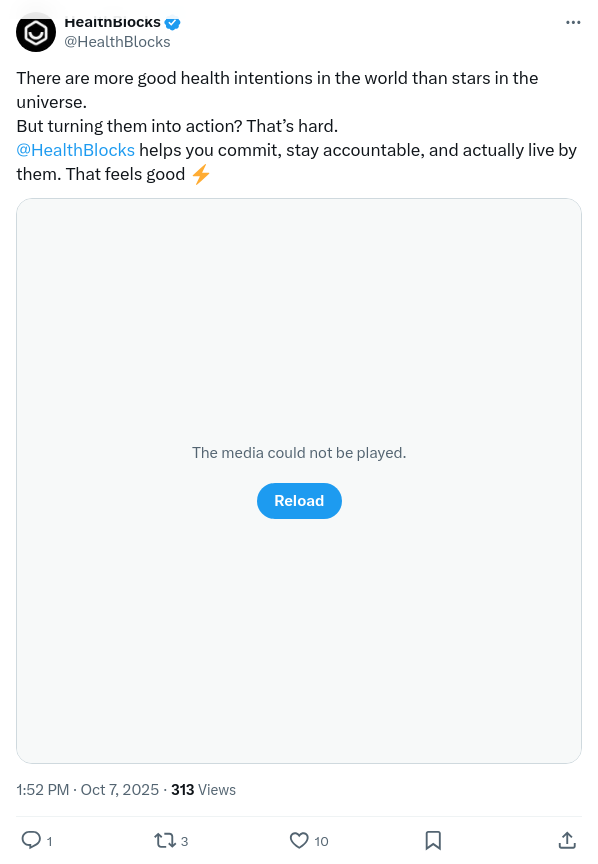 HealthBlocks
@HealthBlocks
There are more good health intentions in the world than stars in the
universe.
But turning them into action? That’s hard.
@HealthBlocks helps you commit, stay accountable, and actually live by
them. That feels good ⚡
The media could not be played.
Reload
1:52 PM · Oct 7, 2025 · 313 Views
1
3
10